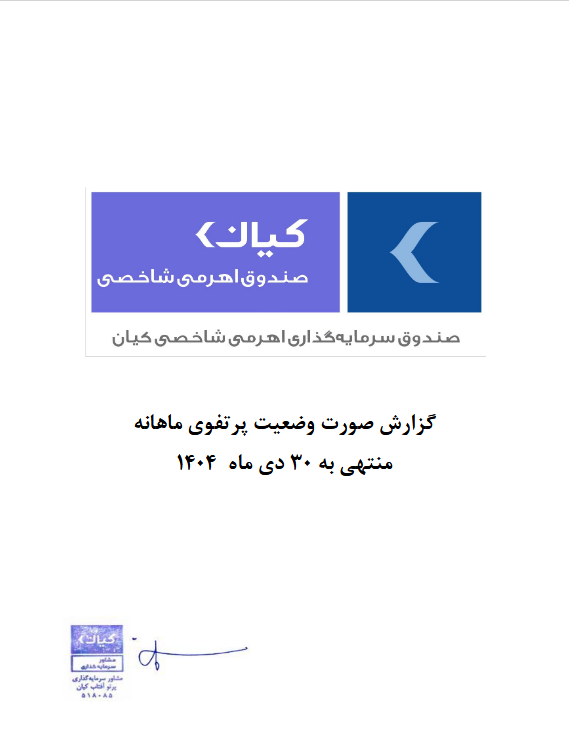 کیان
صندوق اهرمی شاخصی
صندوق سرمایه‌گذاری اهرمی شاخصی کیان
گزارش صورت وضعیت پرتفوی ماهانه
منتهی به ۳۰ دی ماه ۱۴۰۴
کیان
مشاور
سرمایه گذاری
مشاور سرمایه‌گذاری
پرتو آفتاب کیان
۵۱۸۰۸۵